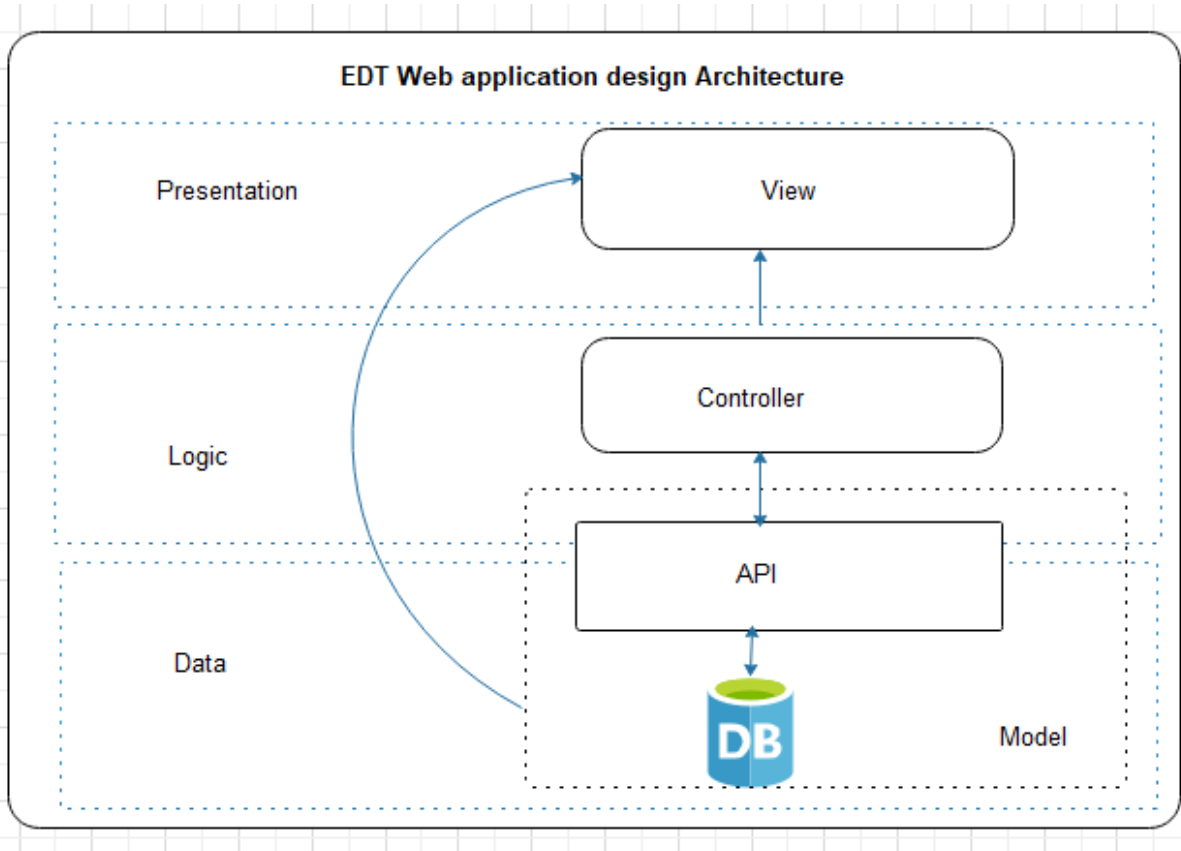 EDT Web application design Architecture
Presentation
View
Controller
Logic
API
Data
DB
Model